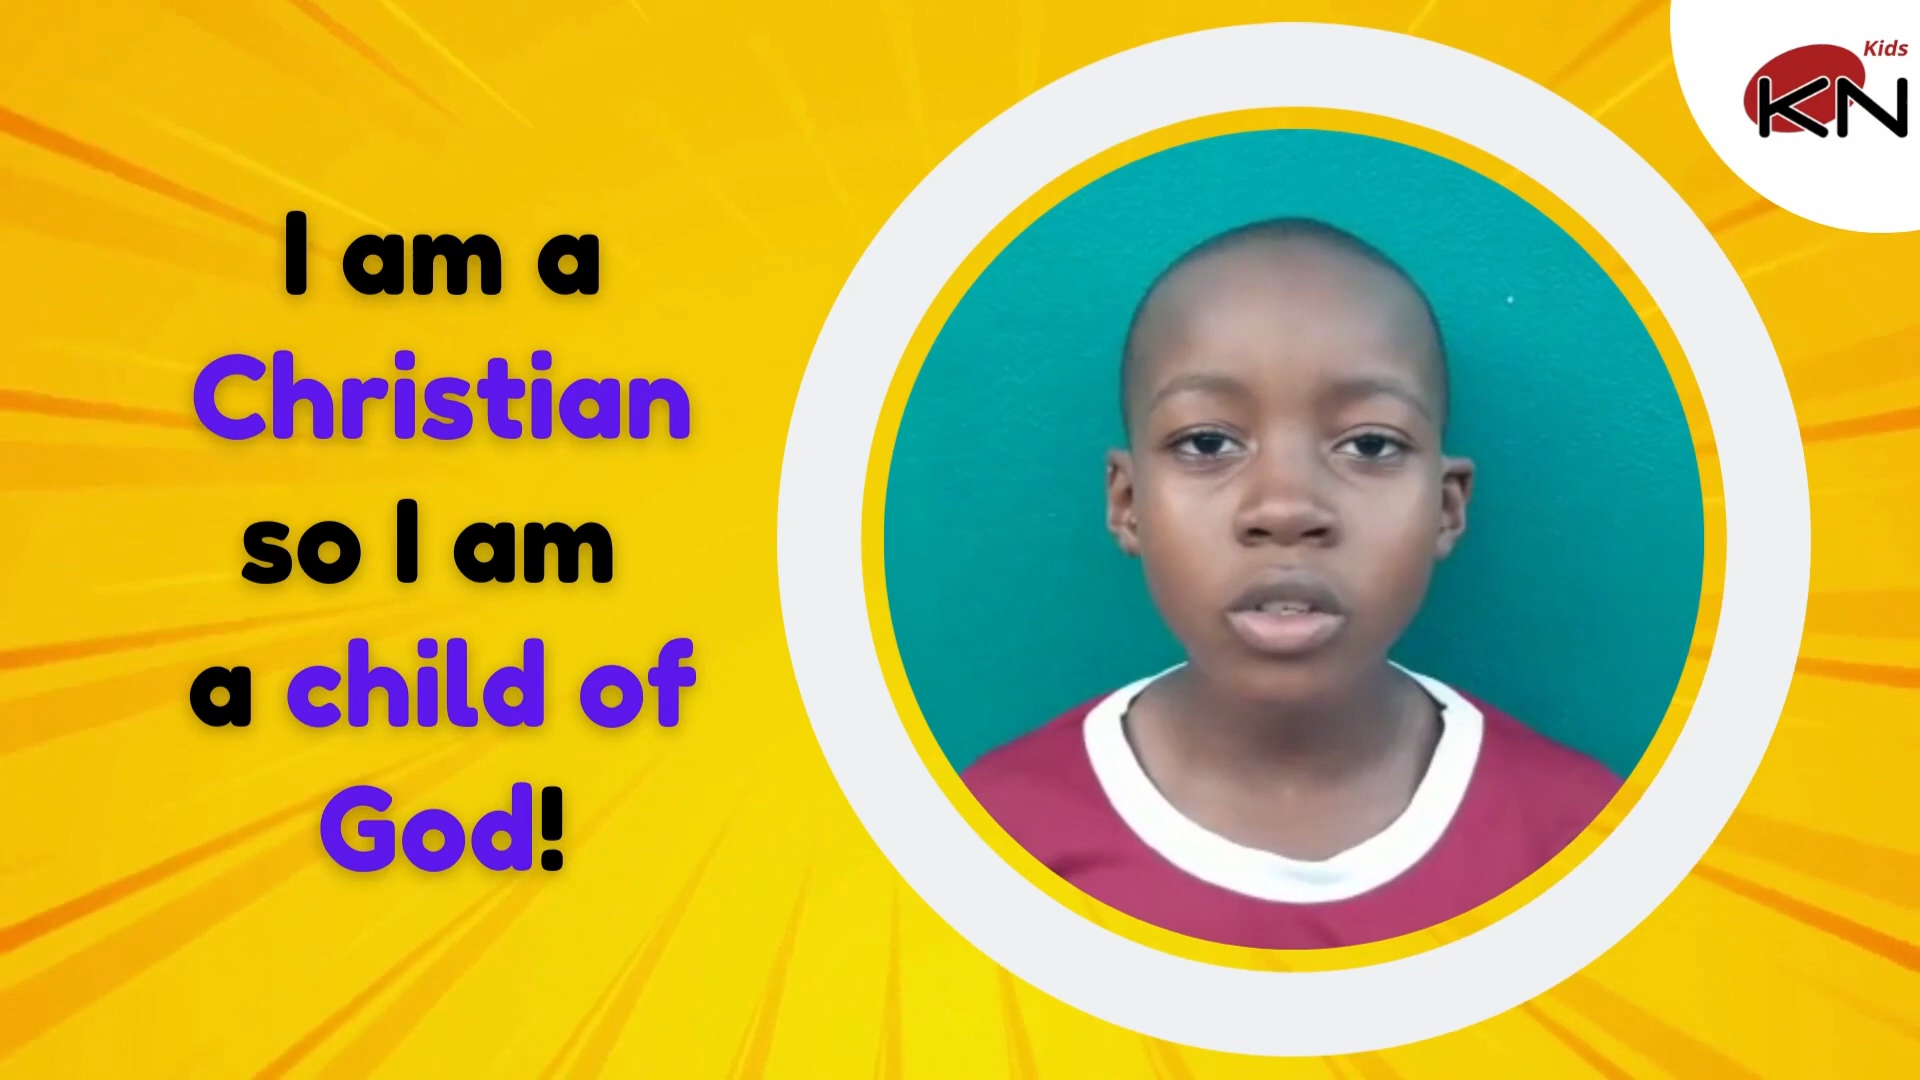 I am a
Christian
so I am
a child of
God!
Kids
KN